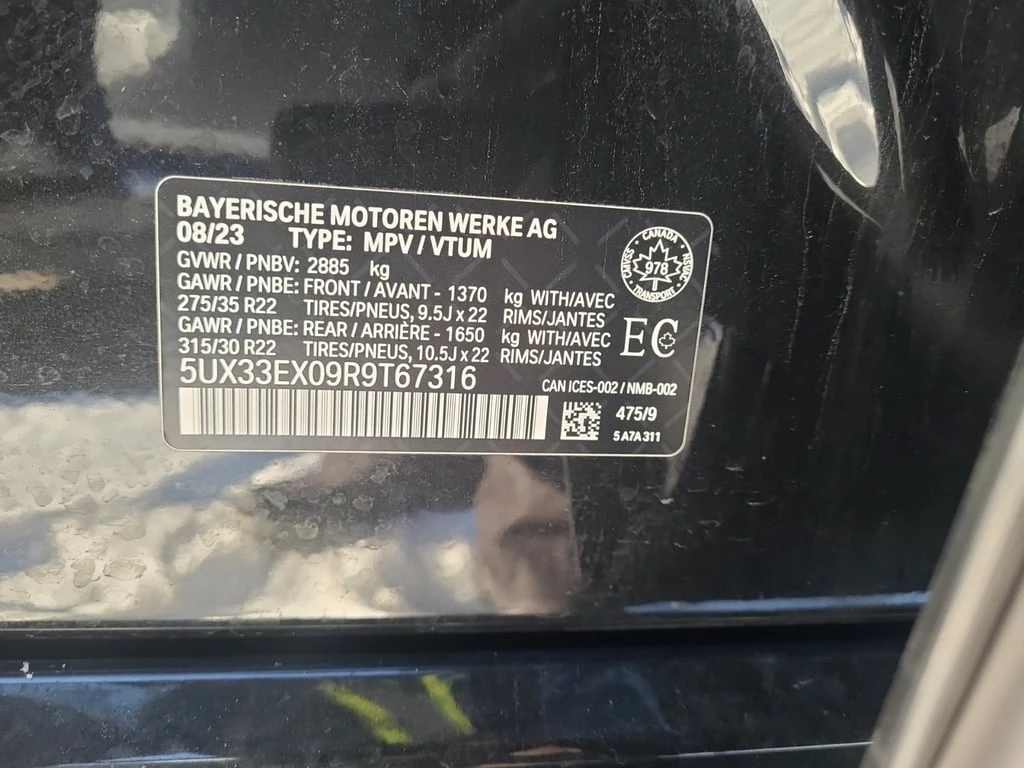 BAYERISCHE MOTOREN WERKE AG
08/23 TYPE: MPV / VTUM
GVWR / PNBV: 2885 kg
GAWR / PNBE: FRONT / AVANT - 1370 kg WITH/AVEC
275/35 R22 TIRES/PNEUS, 9.5J x 22 RIMS/JANTES
GAWR / PNBE: REAR / ARRIÈRE - 1650 kg WITH/AVEC
315/30 R22 TIRES/PNEUS, 10.5J x 22 RIMS/JANTES
5UX33EX09R9T67316
CANADA
CMVSS 978 NSVAC
TRANSPORT
EC
CAN ICES-002 / NMB-002
475/9
5 A7A 311